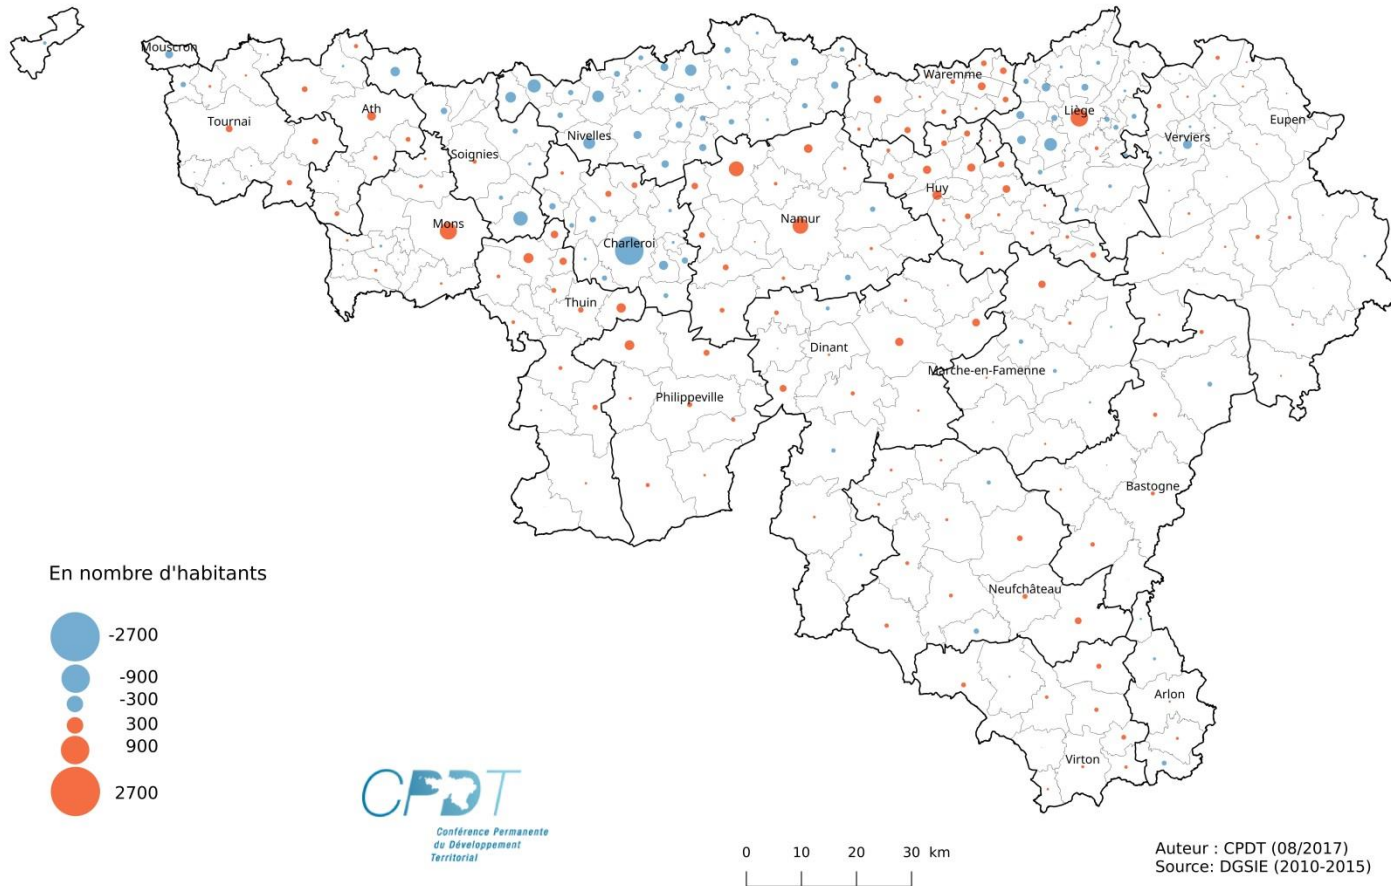 Mouscron
Waremme
Ath
Liège
Tournai
Eupen
Nivelles
Verviers
Soignies
Huy
Mons
Namur
Charleroi
Thuin
Dinant
Marche-en-Famenne
Philippeville
Bastogne
Neufchâteau
Arlon
Virton
En nombre d'habitants
-2700
-900
-300
300
900
2700
CPDT
Conférence Permanente
du Développement
Territorial
0 10 20 30 km
Auteur : CPDT (08/2017)
Source: DGSIE (2010-2015)